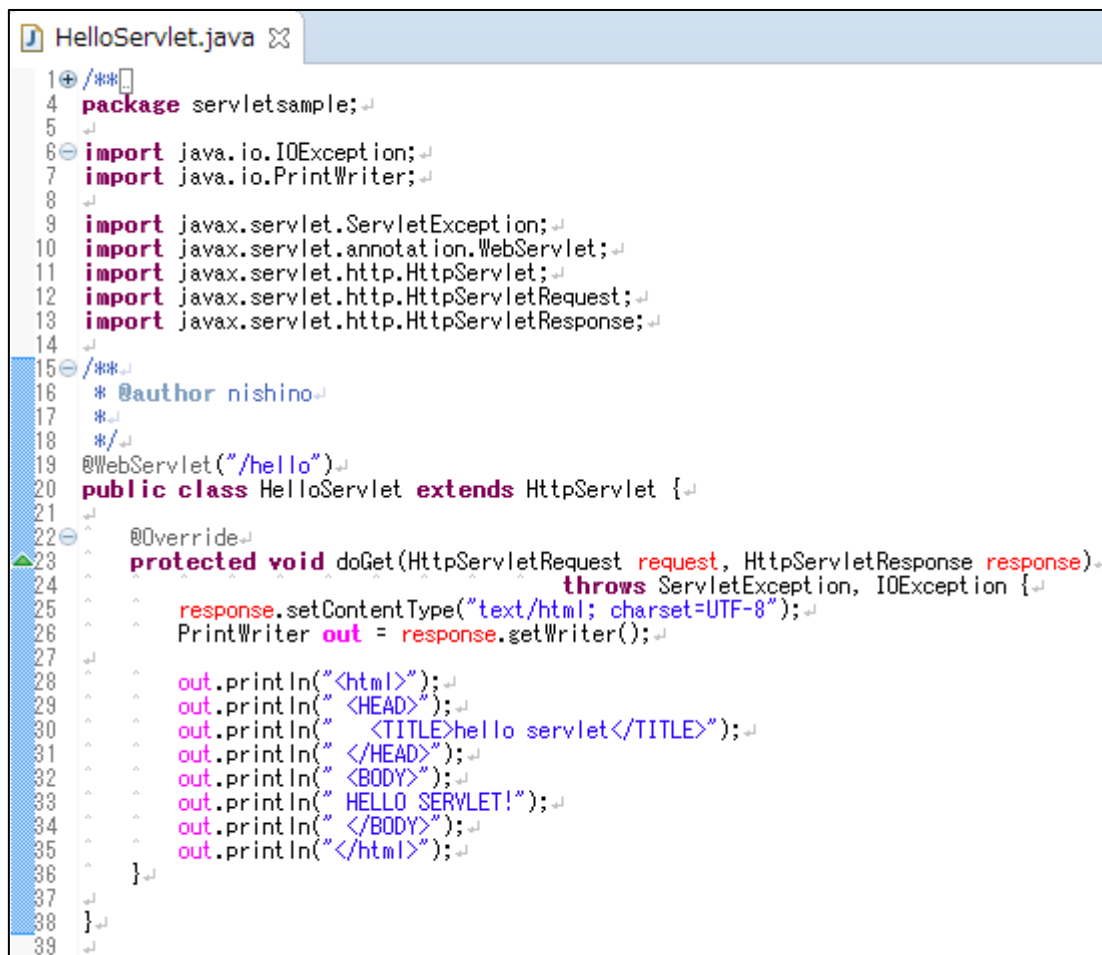 HelloServlet.java
1 /**
4 package servletsample;
5
6 import java.io.IOException;
7 import java.io.PrintWriter;
8
9 import javax.servlet.ServletException;
10 import javax.servlet.annotation.WebServlet;
11 import javax.servlet.http.HttpServlet;
12 import javax.servlet.http.HttpServletRequest;
13 import javax.servlet.http.HttpServletResponse;
14
15 /**
16  * @author nishino
17  *
18  */
19 @WebServlet("/hello")
20 public class HelloServlet extends HttpServlet {
21
22     @Override
23     protected void doGet(HttpServletRequest request, HttpServletResponse response)
24                                         throws ServletException, IOException {
25         response.setContentType("text/html; charset=UTF-8");
26         PrintWriter out = response.getWriter();
27
28         out.println("<html>");
29         out.println(" <HEAD>");
30         out.println("   <TITLE>hello servlet</TITLE>");
31         out.println(" </HEAD>");
32         out.println(" <BODY>");
33         out.println(" HELLO SERVLET!");
34         out.println(" </BODY>");
35         out.println("</html>");
36     }
37
38 }
39